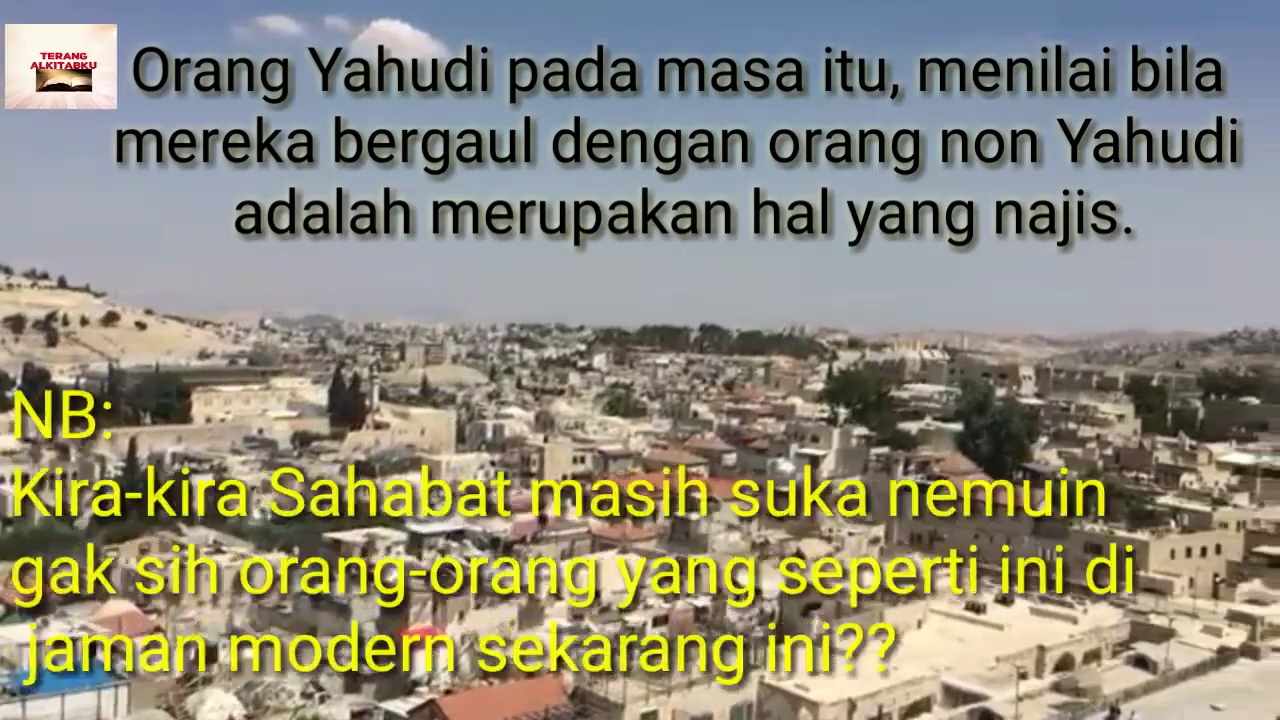 TERANG
ALKITABKU
Orang Yahudi pada masa itu, menilai bila
mereka bergaul dengan orang non Yahudi
adalah merupakan hal yang najis.
NB:
Kira-kira Sahabat masih suka nemuin
gak sih orang-orang yang seperti ini di
jaman modern sekarang ini??